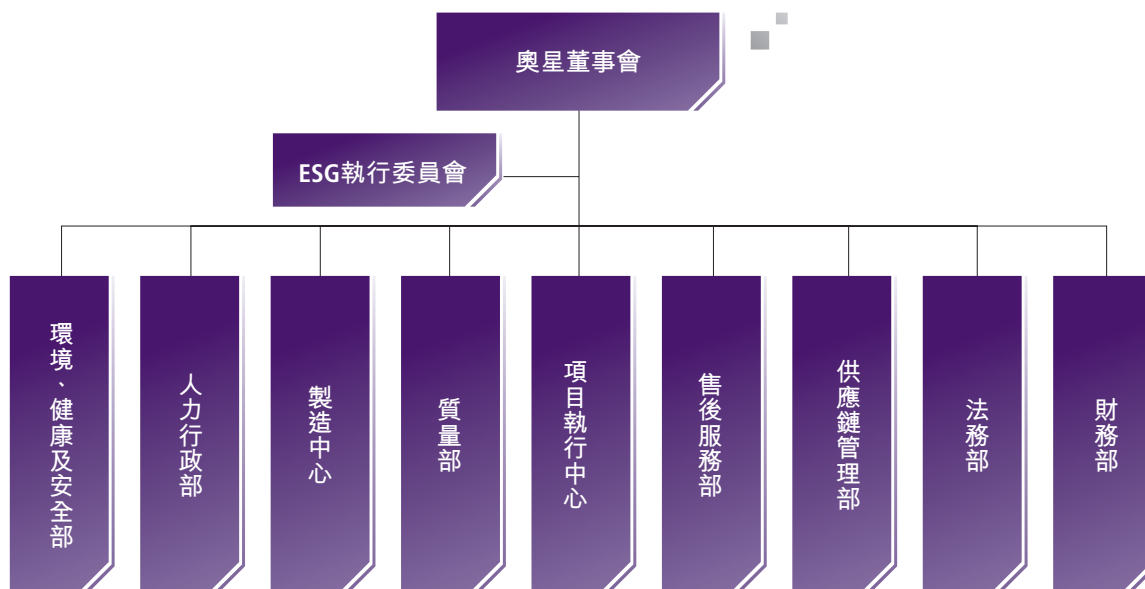 奧星董事會
ESG執行委員會
環境、健康及安全部
人力行政部
製造中心
質量部
項目執行中心
售後服務部
供應鏈管理部
法務部
財務部